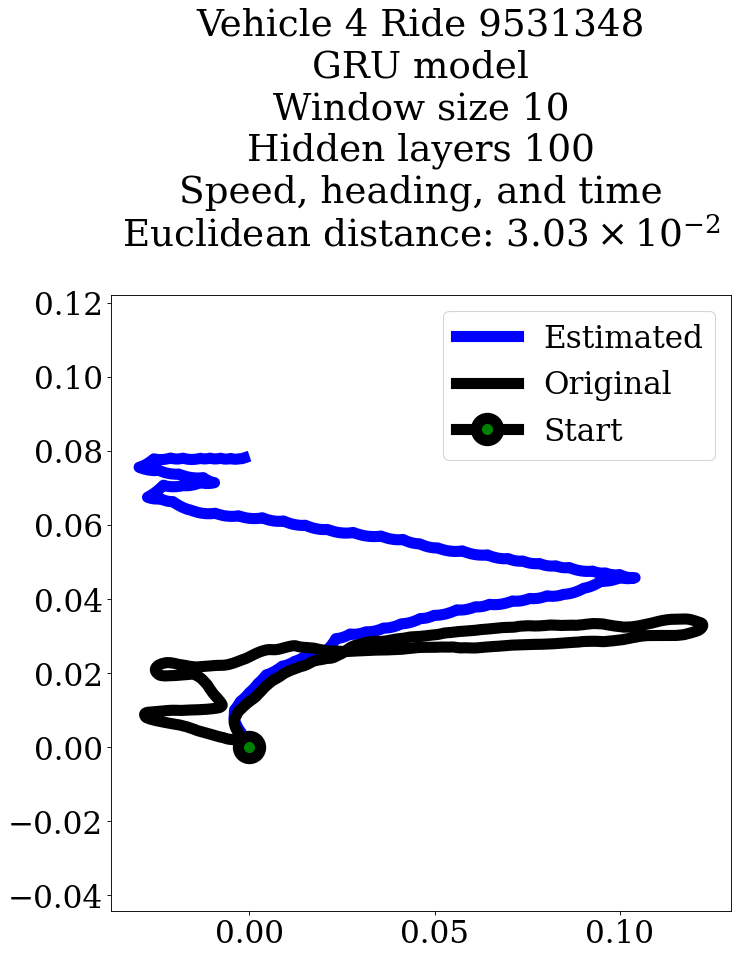 Vehicle 4 Ride 9531348
GRU model
Window size 10
Hidden layers 100
Speed, heading, and time
Euclidean distance: 3.03 × 10⁻²
Estimated
Original
Start
0.12
0.10
0.08
0.06
0.04
0.02
0.00
−0.02
−0.04
0.00 0.05 0.10